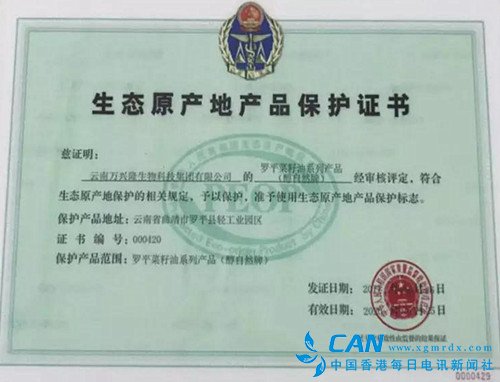 生态原产地产品保护证书
兹证明：
云南万兴隆生物科技集团有限公司 的 罗平菜籽油系列产品（醇自然牌） 经审核评定，符合
生态原产地保护的相关规定，予以保护，准予使用生态原产地产品保护标志。
保护产品地址：云南省曲靖市罗平县轻工业园区
证书编号：000420
保护产品范围：罗平菜籽油系列产品（醇自然牌）
发证日期：
有效日期：
CAN www.xgmrdx.com
中国香港每日电讯新闻社
0000429